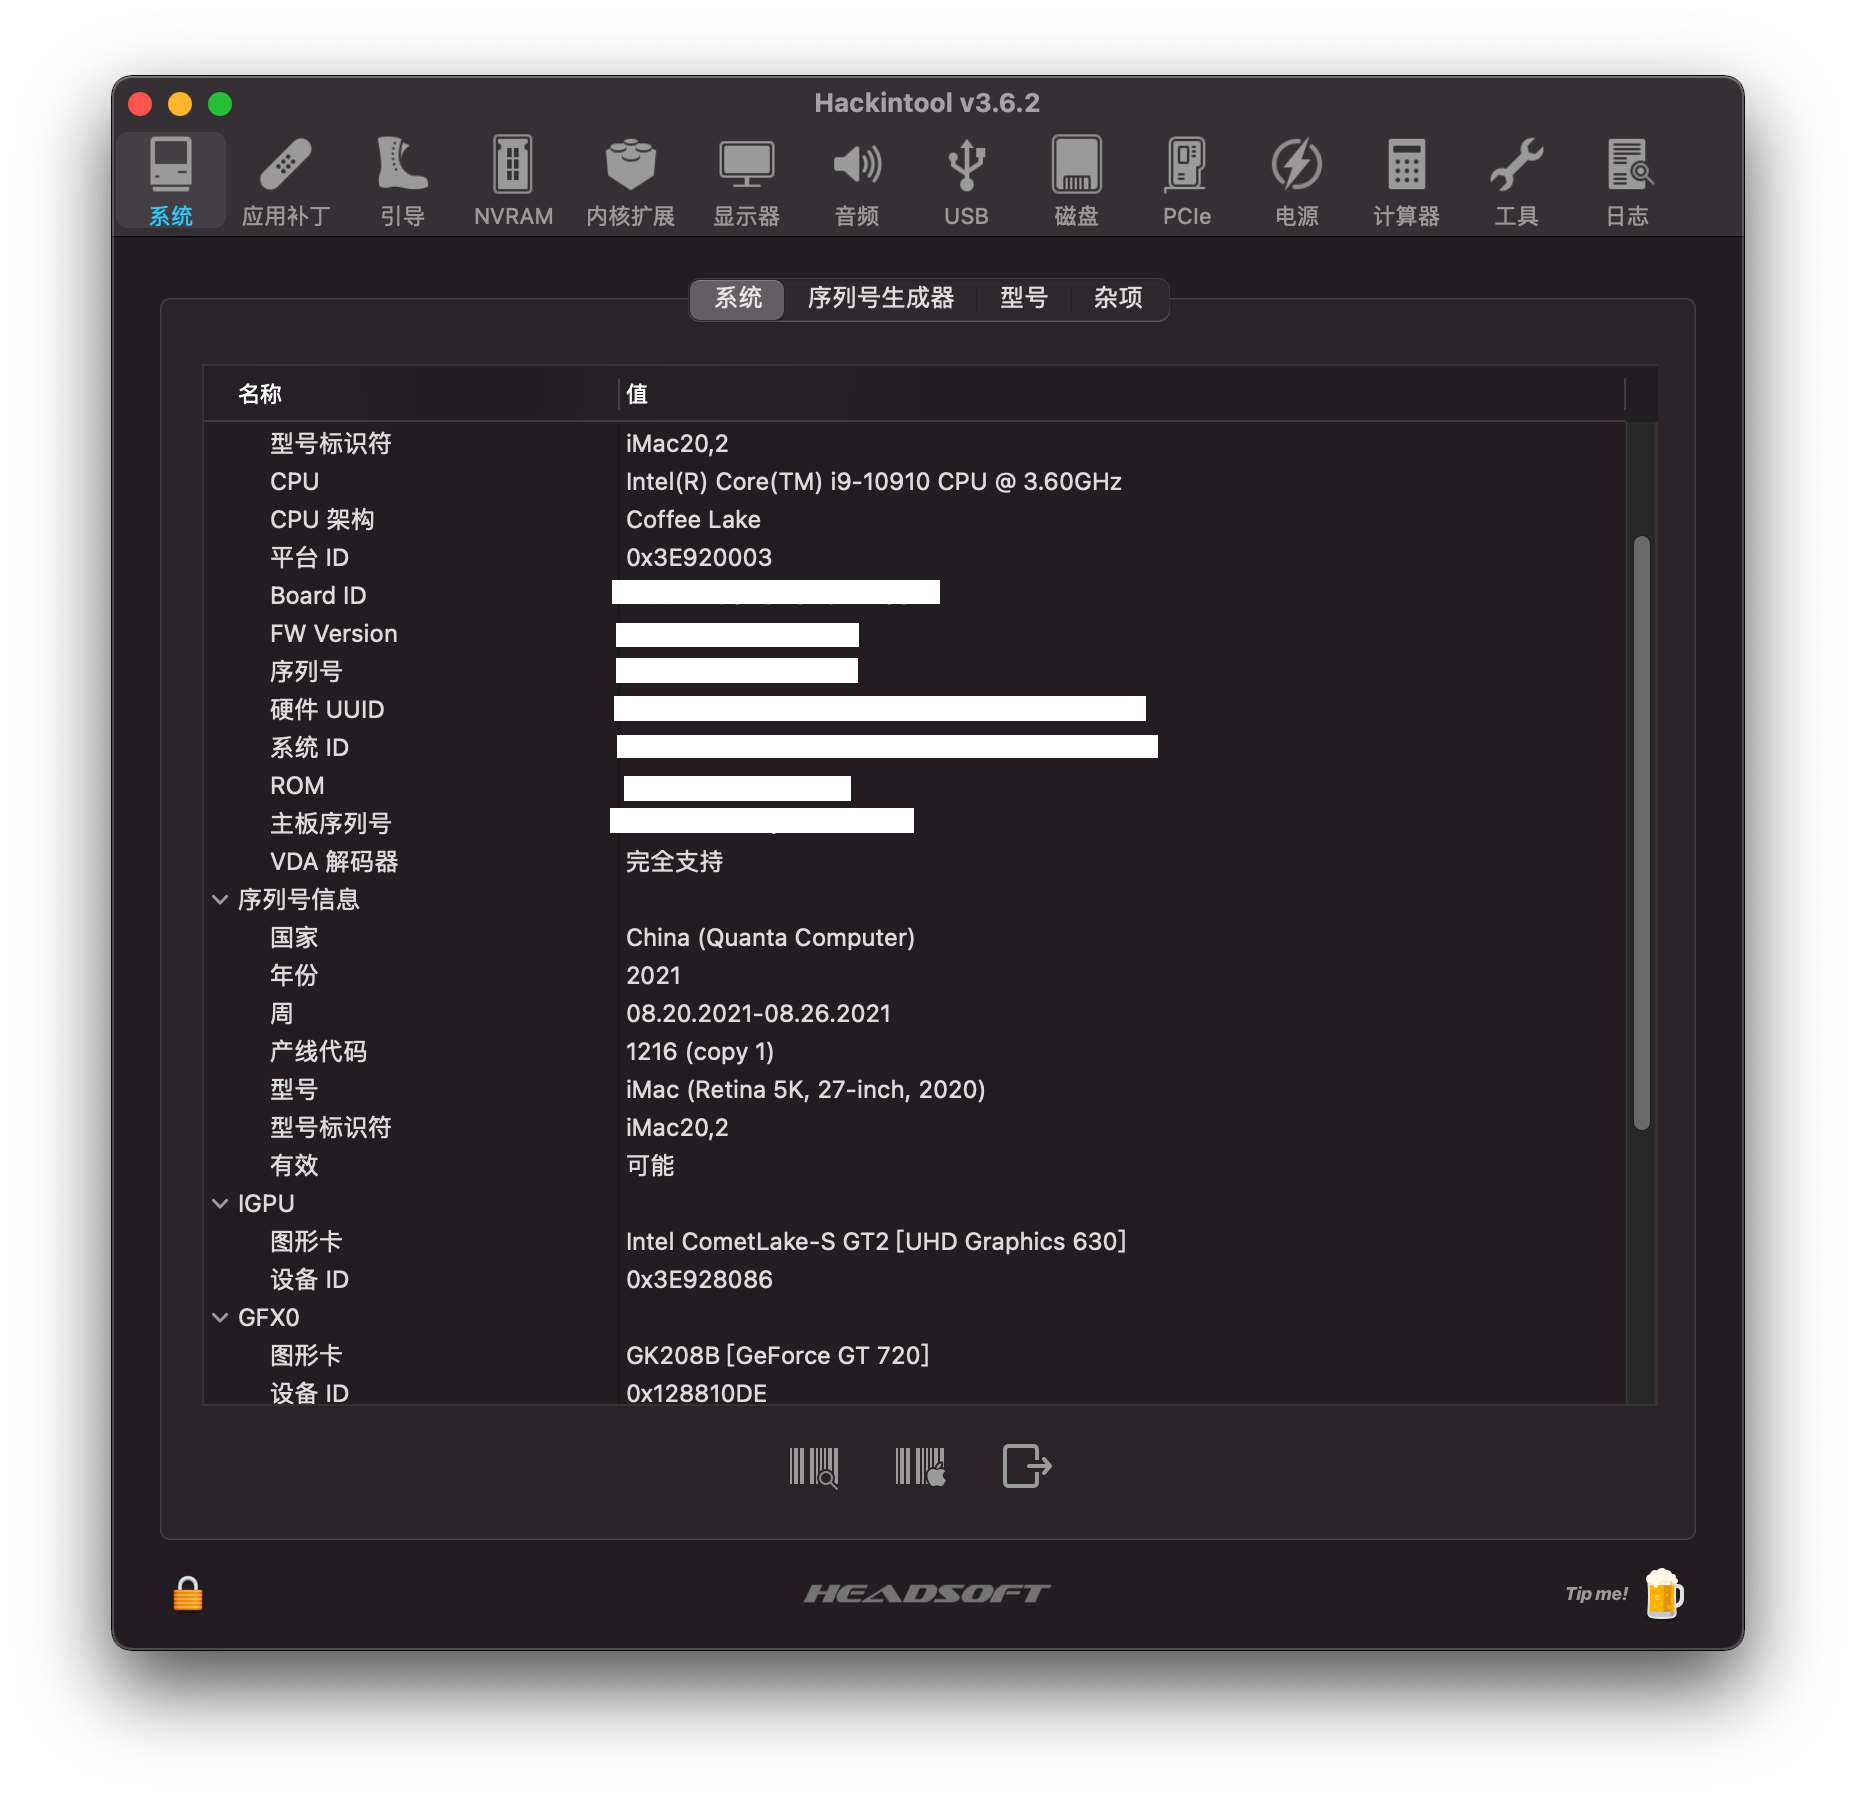 Hackintool v3.6.2
系统 应用补丁 引导 NVRAM 内核扩展 显示器 音频 USB 磁盘 PCIe 电源 计算器 工具 日志
系统 序列号生成器 型号 杂项
名称 值
型号标识符 iMac20,2
CPU Intel(R) Core(TM) i9-10910 CPU @ 3.60GHz
CPU 架构 Coffee Lake
平台 ID 0x3E920003
Board ID
FW Version
序列号
硬件 UUID
系统 ID
ROM
主板序列号
VDA 解码器 完全支持
序列号信息
国家 China (Quanta Computer)
年份 2021
周 08.20.2021-08.26.2021
产线代码 1216 (copy 1)
型号 iMac (Retina 5K, 27-inch, 2020)
型号标识符 iMac20,2
有效 可能
IGPU
图形卡 Intel CometLake-S GT2 [UHD Graphics 630]
设备 ID 0x3E928086
GFX0
图形卡 GK208B [GeForce GT 720]
设备 ID 0x128810DE
HEADSOFT
Tip me!